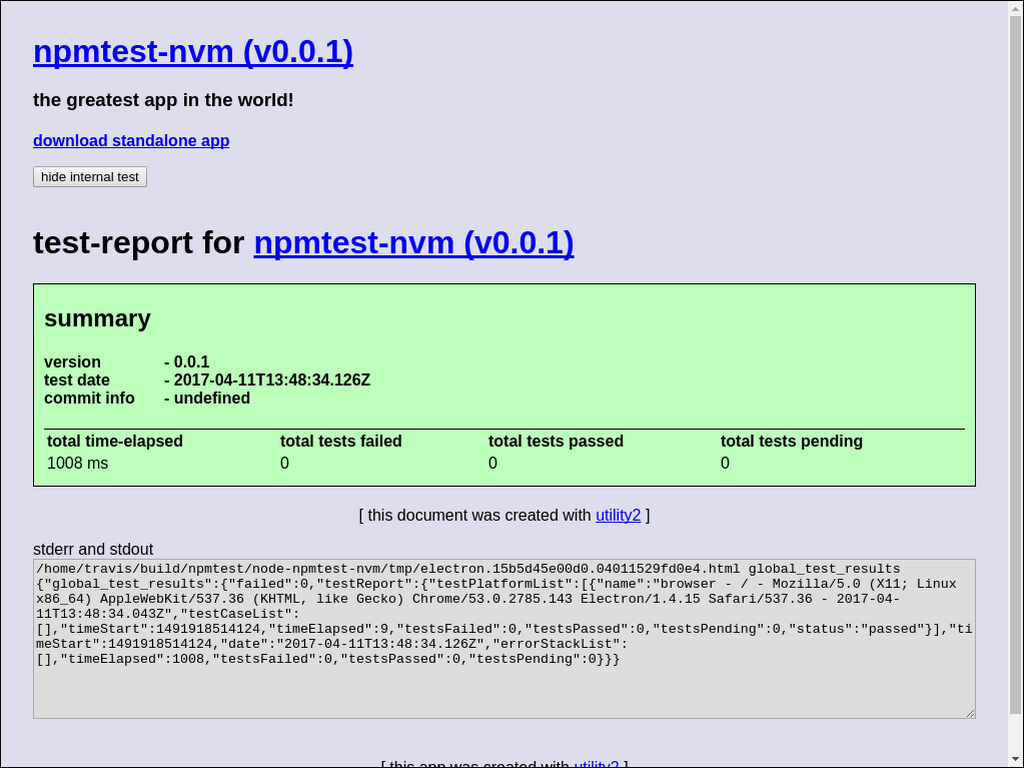 npmtest-nvm (v0.0.1)
the greatest app in the world!
download standalone app
hide internal test
test-report for npmtest-nvm (v0.0.1)
summary
version - 0.0.1
test date - 2017-04-11T13:48:34.126Z
commit info - undefined
total time-elapsed total tests failed total tests passed total tests pending
1008 ms 0 0 0
[ this document was created with utility2 ]
stderr and stdout
/home/travis/build/npmtest/node-npmtest-nvm/tmp/electron.15b5d45e00d0.04011529fd0e4.html global_test_results
{"global_test_results":{"failed":0,"testReport":{"testPlatformList":[{"name":"browser - / - Mozilla/5.0 (X11; Linux
x86_64) AppleWebKit/537.36 (KHTML, like Gecko) Chrome/53.0.2785.143 Electron/1.4.15 Safari/537.36 - 2017-04-
11T13:48:34.043Z","testCaseList":
[],"timeStart":1491918514124,"timeElapsed":9,"testsFailed":0,"testsPassed":0,"testsPending":0,"status":"passed"}],"ti
meStart":1491918514124,"date":"2017-04-11T13:48:34.126Z","errorStackList":
[],"timeElapsed":1008,"testsFailed":0,"testsPassed":0,"testsPending":0}}}
[ this app was created with utility2 ]